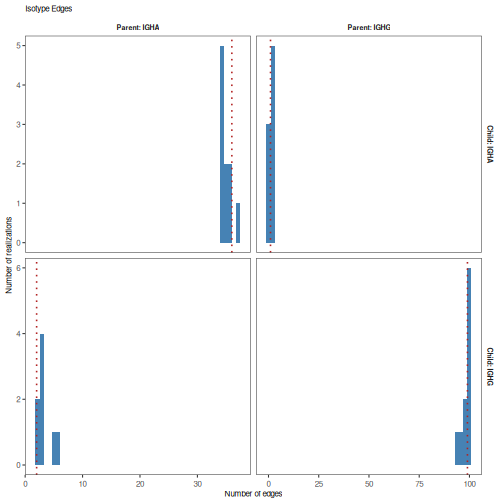 Isotype Edges
Parent: IGHA
Parent: IGHG
5
4
3
2
1
0
Child: IGHA
Number of realizations
6
4
2
0
Child: IGHG
0
10
20
30
0
25
50
75
100
Number of edges